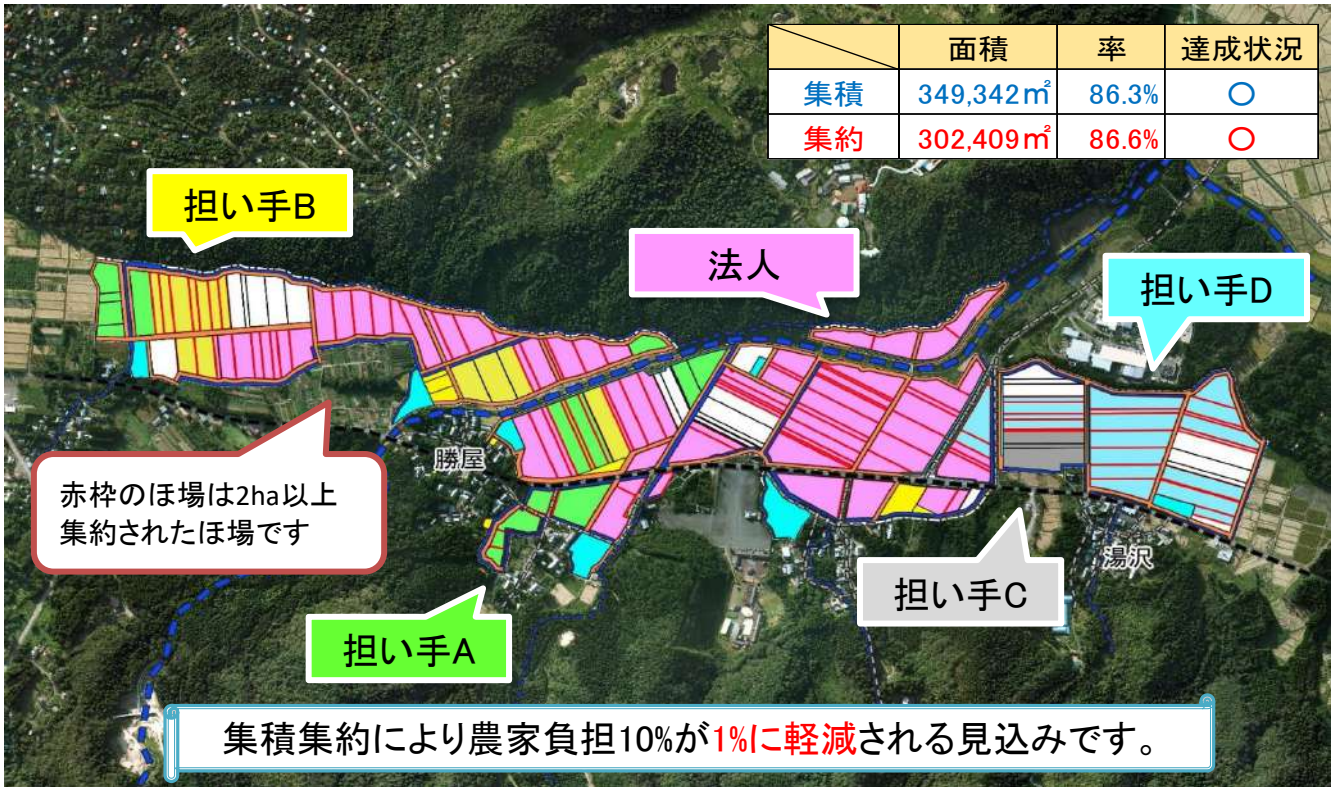 面積 率 達成状況
集積 349,342㎡ 86.3% ○
集約 302,409㎡ 86.6% ○
担い手B
法人
担い手D
勝屋
赤枠のほ場は2ha以上
集約されたほ場です
湯沢
担い手C
担い手A
集積集約により農家負担10%が1%に軽減される見込みです。